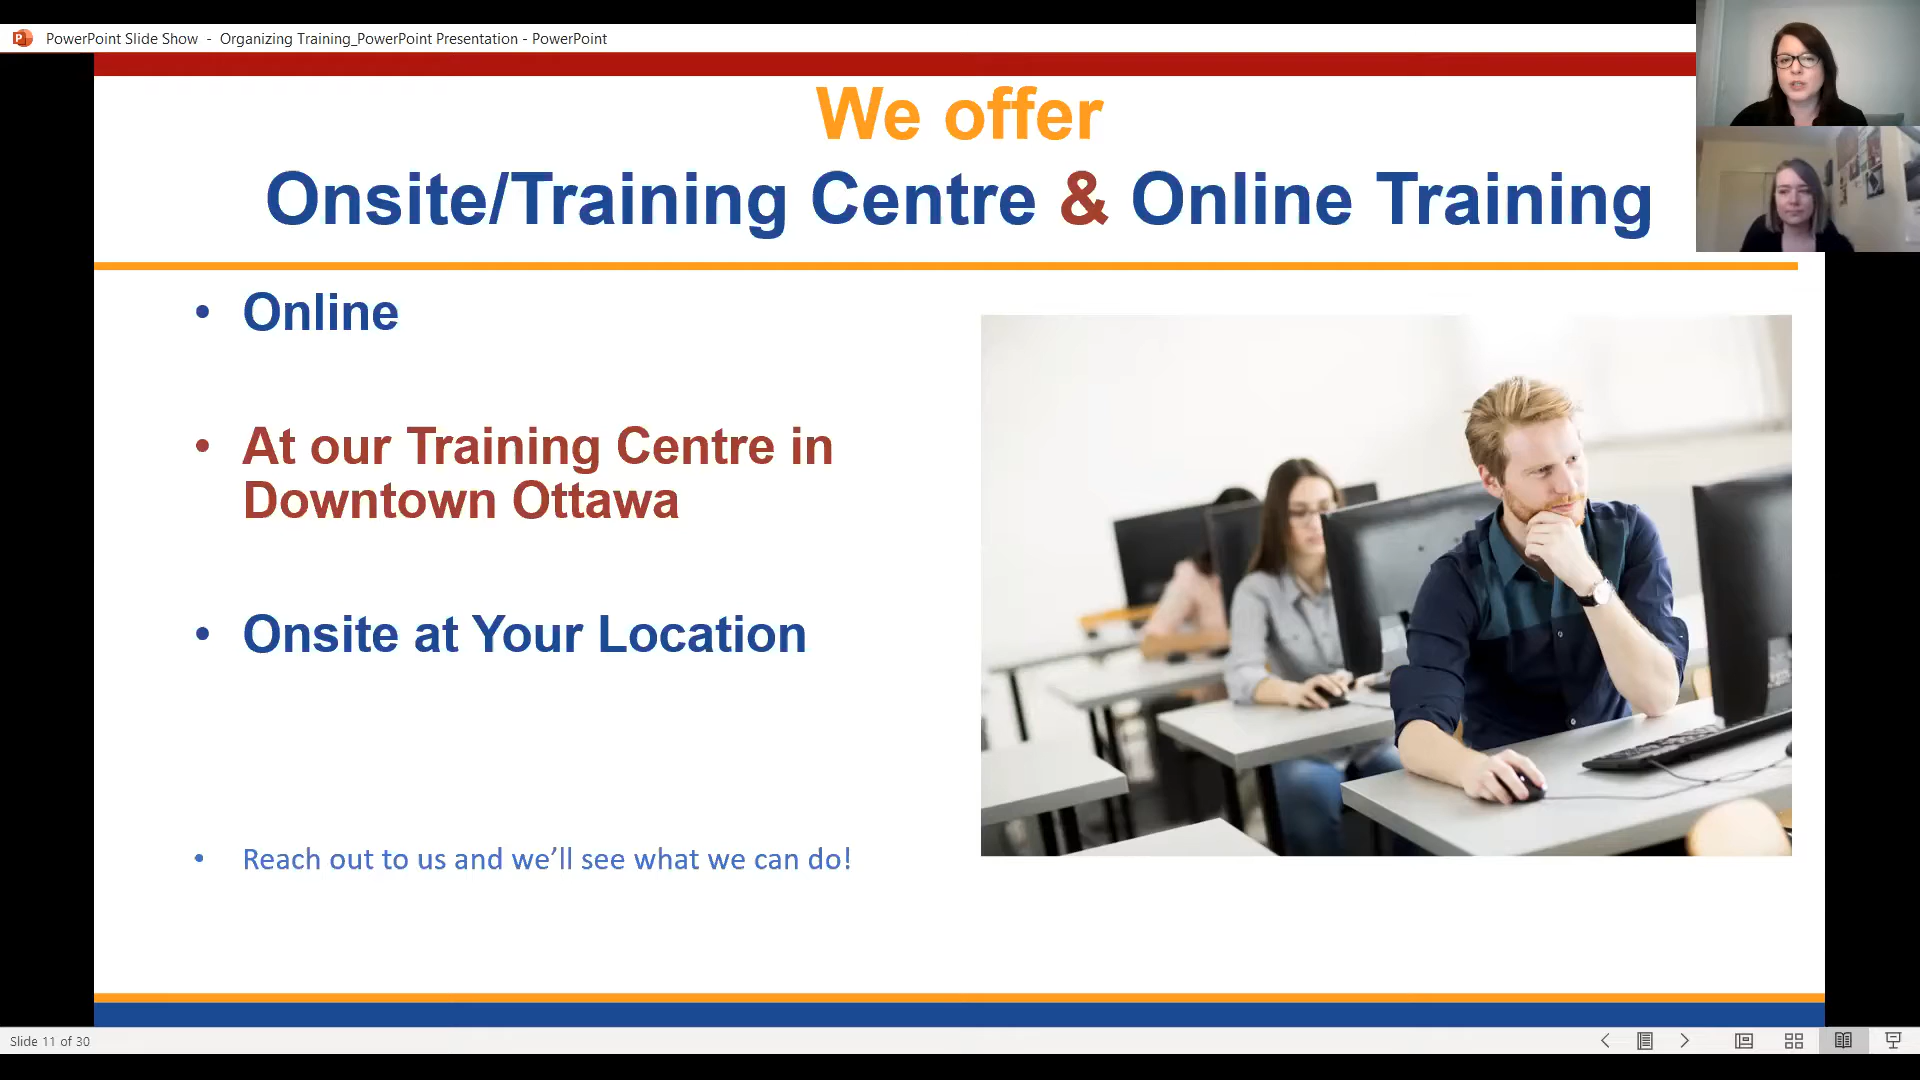 PowerPoint Slide Show - Organizing Training_PowerPoint Presentation - PowerPoint
We offer
Onsite/Training Centre & Online Training
• Online
• At our Training Centre in
Downtown Ottawa
• Onsite at Your Location
• Reach out to us and we’ll see what we can do!
Slide 11 of 30